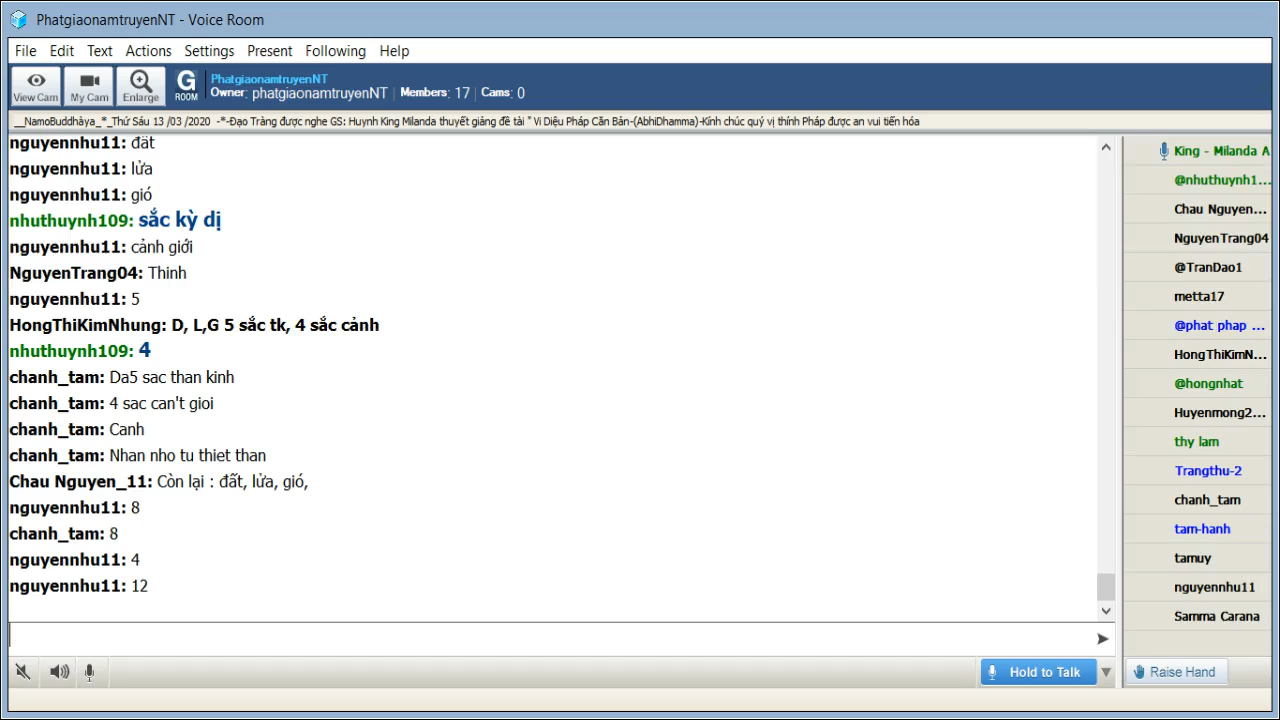 PhatgiaonamtruyenNT - Voice Room
File Edit Text Actions Settings Present Following Help
View Cam My Cam Enlarge G ROOM
PhatgiaonamtruyenNT
Owner: phatgiaonamtruyenNT | Members: 17 | Cams: 0
__NamoBuddhàya_*_Thứ Sáu 13 /03 /2020 -*-Đạo Tràng được nghe GS: Huynh King Milanda thuyết giảng đề tài " Vi Diệu Pháp Căn Bản-(AbhiDhamma)-Kính chúc quý vị thính Pháp được an vui tiến hóa
nguyennhu11: đất
nguyennhu11: lửa
nguyennhu11: gió
nhuthuynh109: sắc kỳ dị
nguyennhu11: cảnh giới
NguyenTrang04: Thinh
nguyennhu11: 5
HongThiKimNhung: D, L,G 5 sắc tk, 4 sắc cảnh
nhuthuynh109: 4
chanh_tam: Da5 sac than kinh
chanh_tam: 4 sac can't gioi
chanh_tam: Canh
chanh_tam: Nhan nho tu thiet than
Chau Nguyen_11: Còn lại : đất, lửa, gió,
nguyennhu11: 8
chanh_tam: 8
nguyennhu11: 4
nguyennhu11: 12
King - Milanda A
@nhuthuynh1...
Chau Nguyen...
NguyenTrang04
@TranDao1
metta17
@phat phap ...
HongThiKimN...
@hongnhat
Huyenmong2...
thy lam
Trangthu-2
chanh_tam
tam-hanh
tamuy
nguyennhu11
Samma Carana
Hold to Talk
Raise Hand